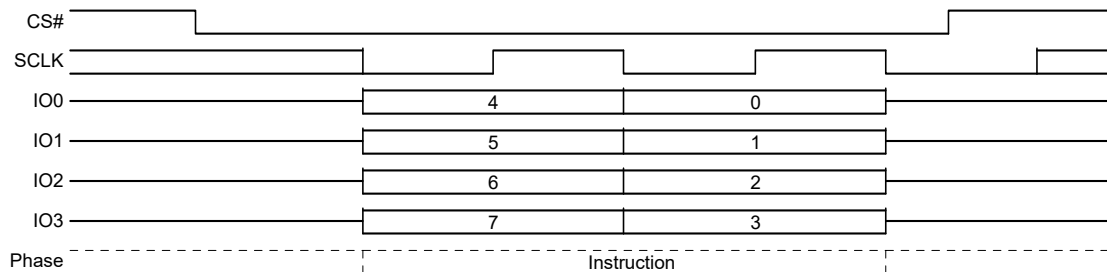 CS#
SCLK
IO0 4 0
IO1 5 1
IO2 6 2
IO3 7 3
Phase Instruction